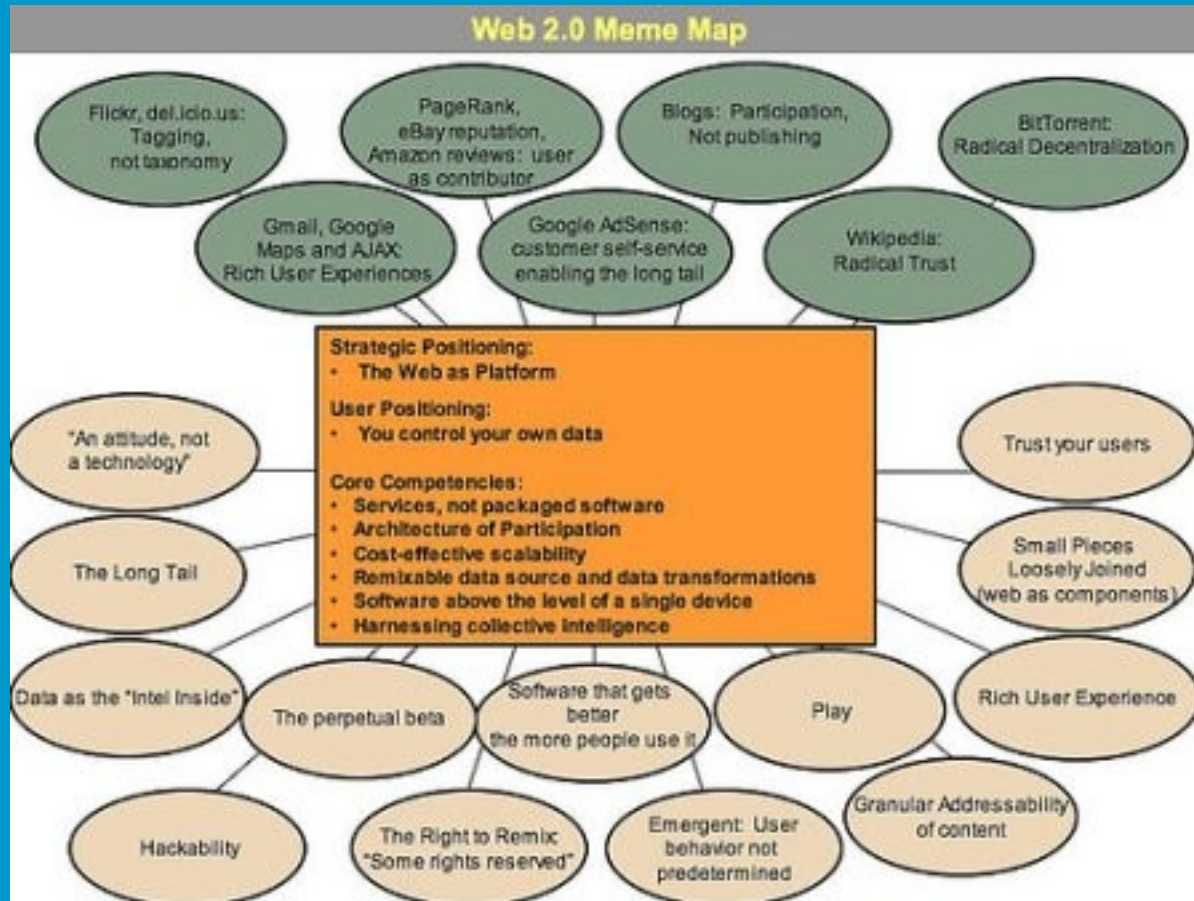 Web 2.0 Meme Map
Flickr, del.icio.us:
Tagging,
not taxonomy
PageRank,
eBay reputation,
Amazon reviews: user
as contributor
Blogs: Participation,
Not publishing
BitTorrent:
Radical Decentralization
Gmail, Google
Maps and AJAX:
Rich User Experiences
Google AdSense:
customer self-service
enabling the long tail
Wikipedia:
Radical Trust
Strategic Positioning:
• The Web as Platform
User Positioning:
• You control your own data
Core Competencies:
• Services, not packaged software
• Architecture of Participation
• Cost-effective scalability
• Remixable data source and data transformations
• Software above the level of a single device
• Harnessing collective intelligence
"An attitude, not
a technology"
Trust your users
The Long Tail
Small Pieces
Loosely Joined
(web as components)
Data as the "Intel Inside"
The perpetual beta
Software that gets
better
the more people use it
Play
Rich User Experience
Hackability
The Right to Remix:
"Some rights reserved"
Emergent: User
behavior not
predetermined
Granular Addressability
of content